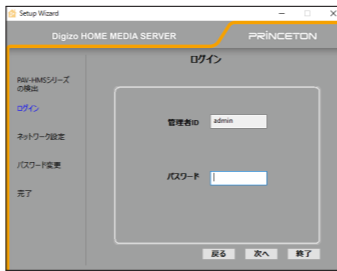 Setup Wizard
Digizo HOME MEDIA SERVER
PRINCETON
ログイン
PAV-HMSシリーズ
の検出
ログイン
ネットワーク設定
パスワード変更
完了
管理者ID
admin
パスワード
戻る
次へ
終了